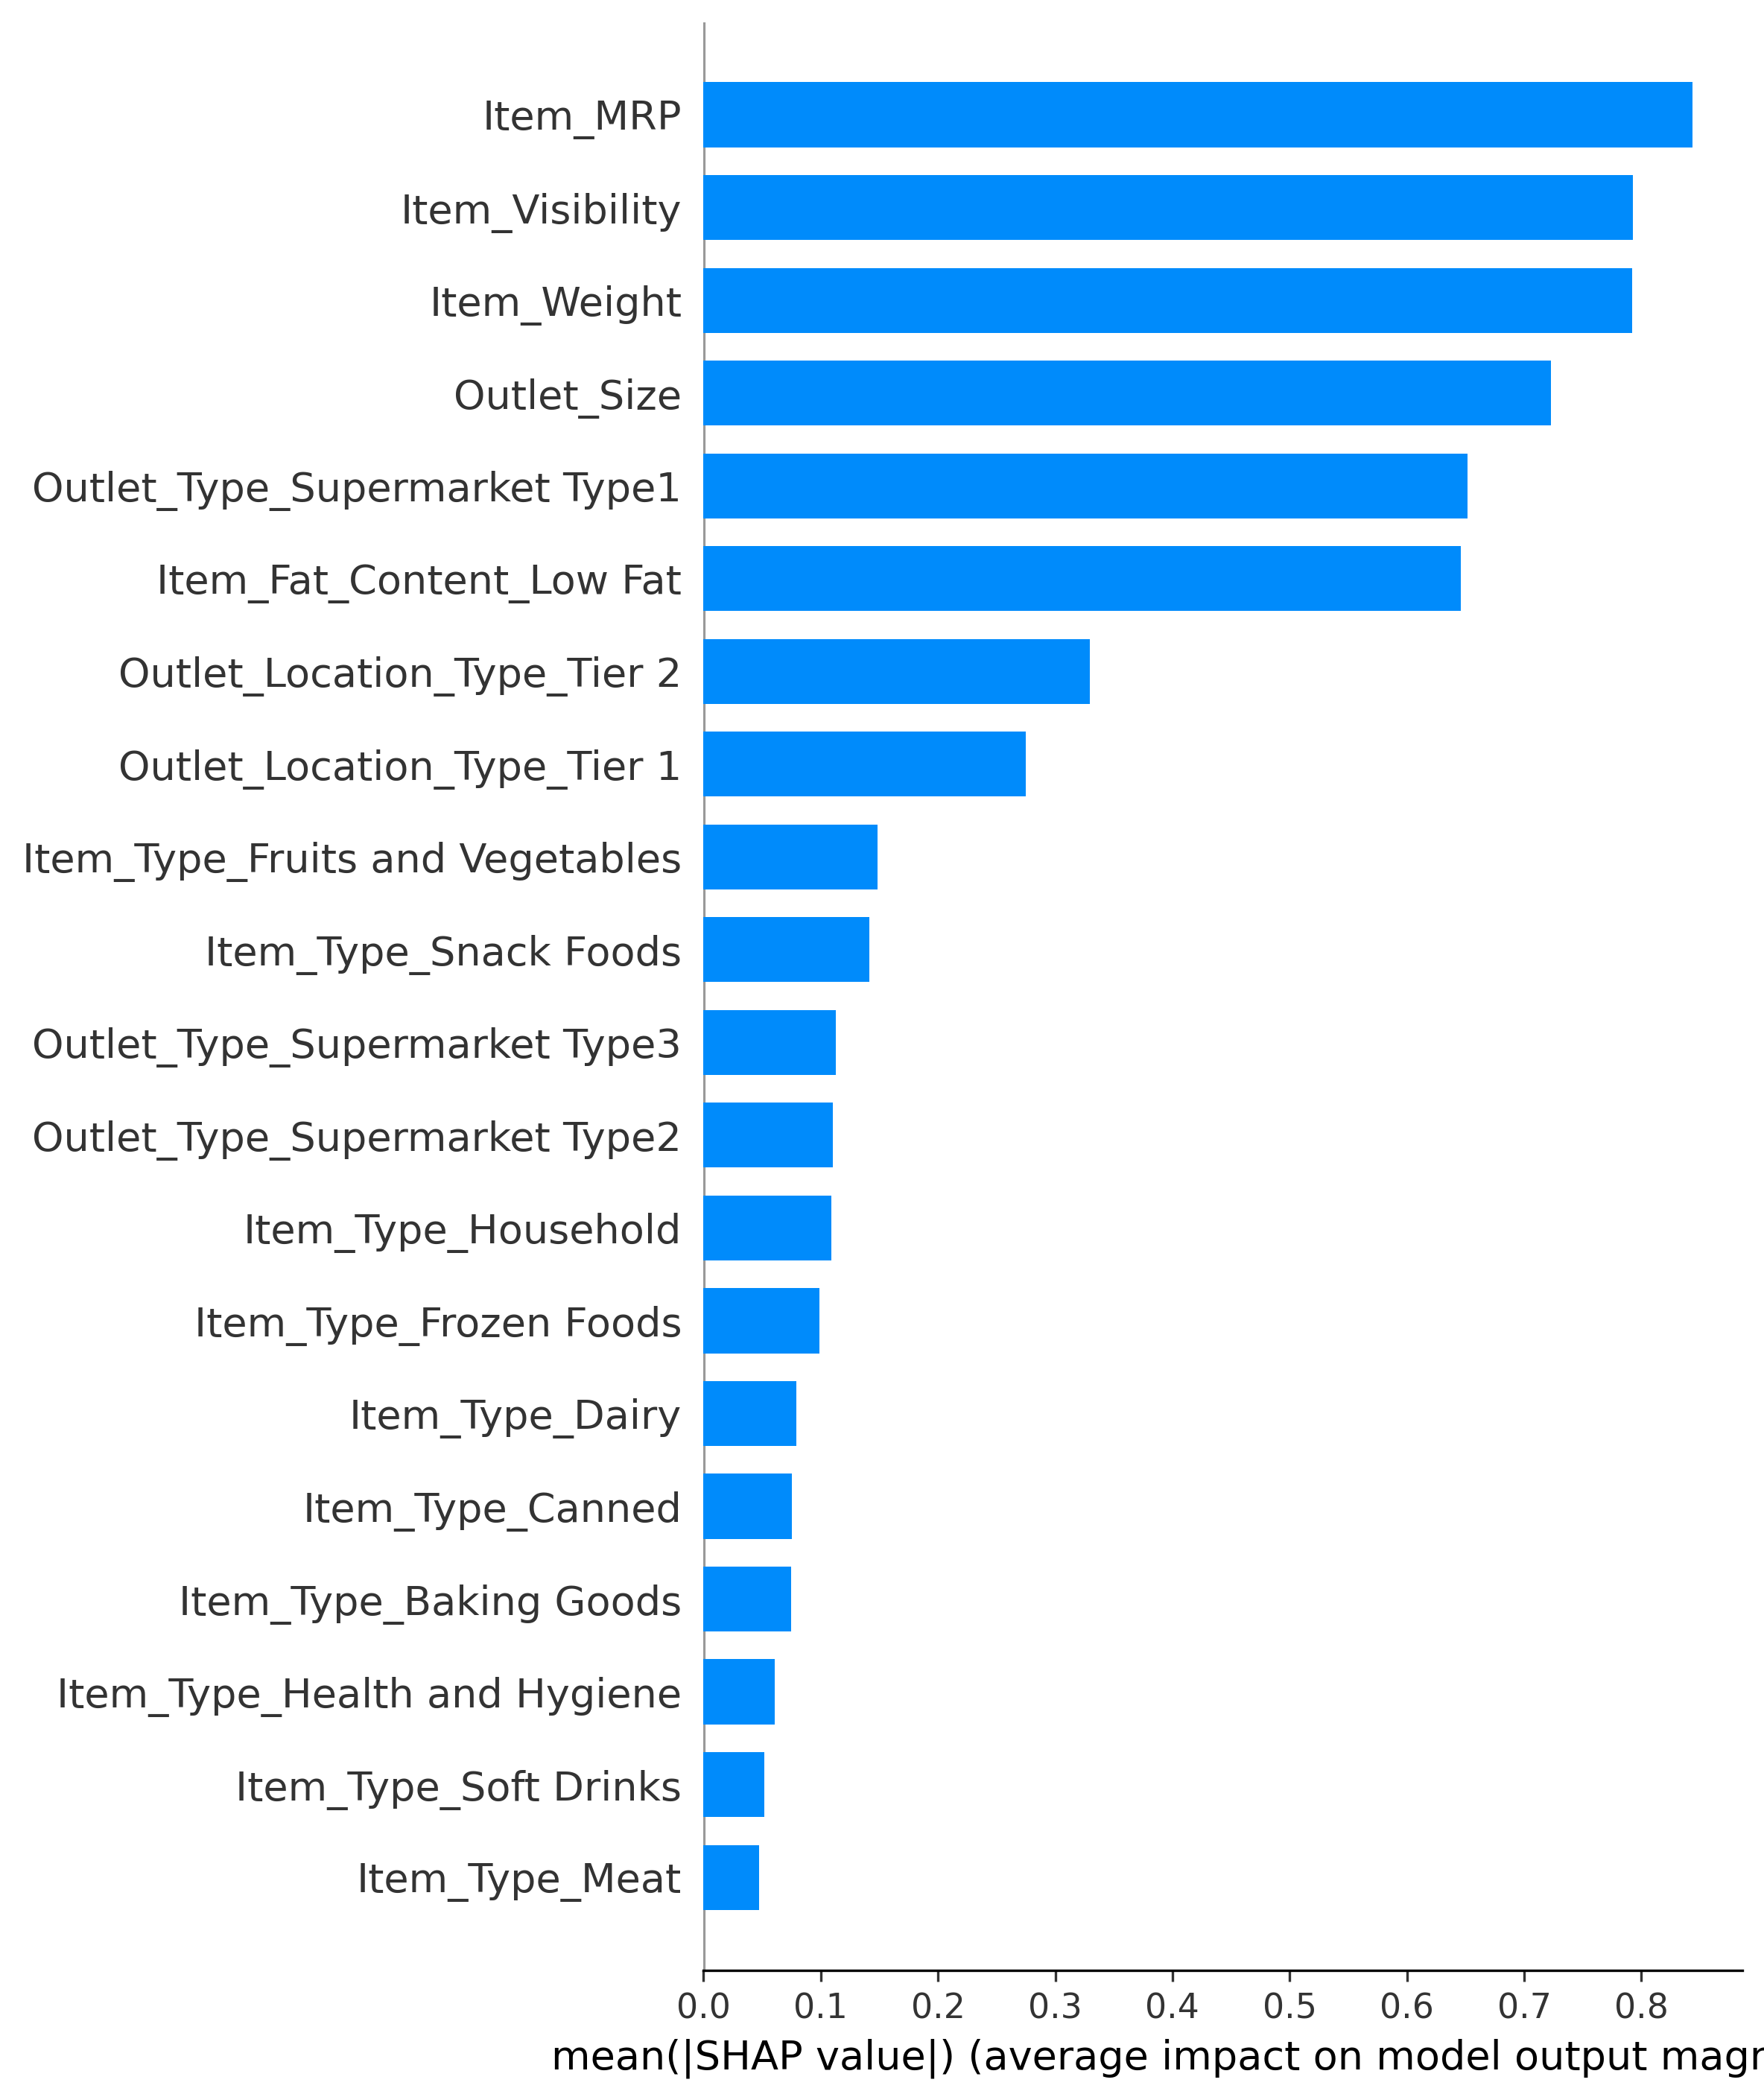 Item_MRP
Item_Visibility
Item_Weight
Outlet_Size
Outlet_Type_Supermarket Type1
Item_Fat_Content_Low Fat
Outlet_Location_Type_Tier 2
Outlet_Location_Type_Tier 1
Item_Type_Fruits and Vegetables
Item_Type_Snack Foods
Outlet_Type_Supermarket Type3
Outlet_Type_Supermarket Type2
Item_Type_Household
Item_Type_Frozen Foods
Item_Type_Dairy
Item_Type_Canned
Item_Type_Baking Goods
Item_Type_Health and Hygiene
Item_Type_Soft Drinks
Item_Type_Meat
0.0 0.1 0.2 0.3 0.4 0.5 0.6 0.7 0.8
mean(|SHAP value|) (average impact on model output